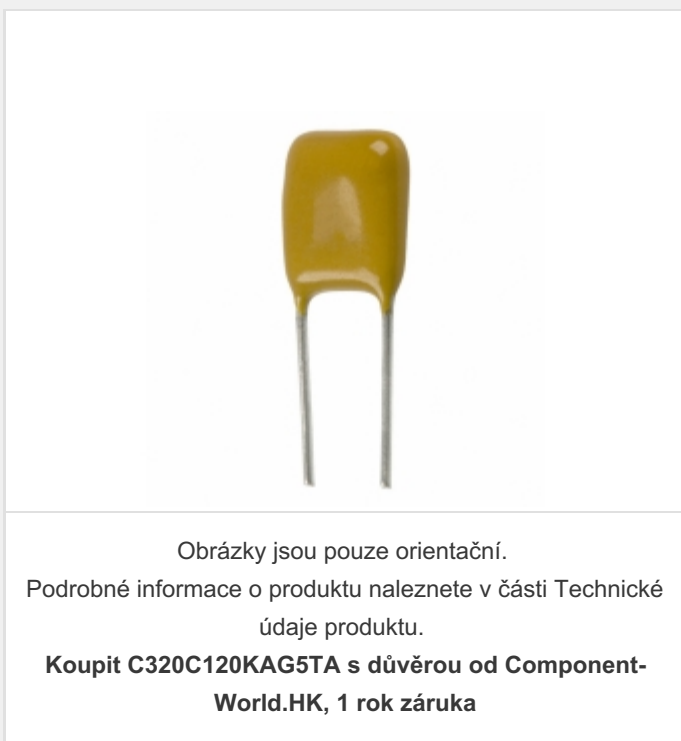 Obrázky jsou pouze orientační.
Podrobné informace o produktu naleznete v části Technické
údaje produktu.
Koupit C320C120KAG5TA s důvěrou od Component-
World.HK, 1 rok záruka